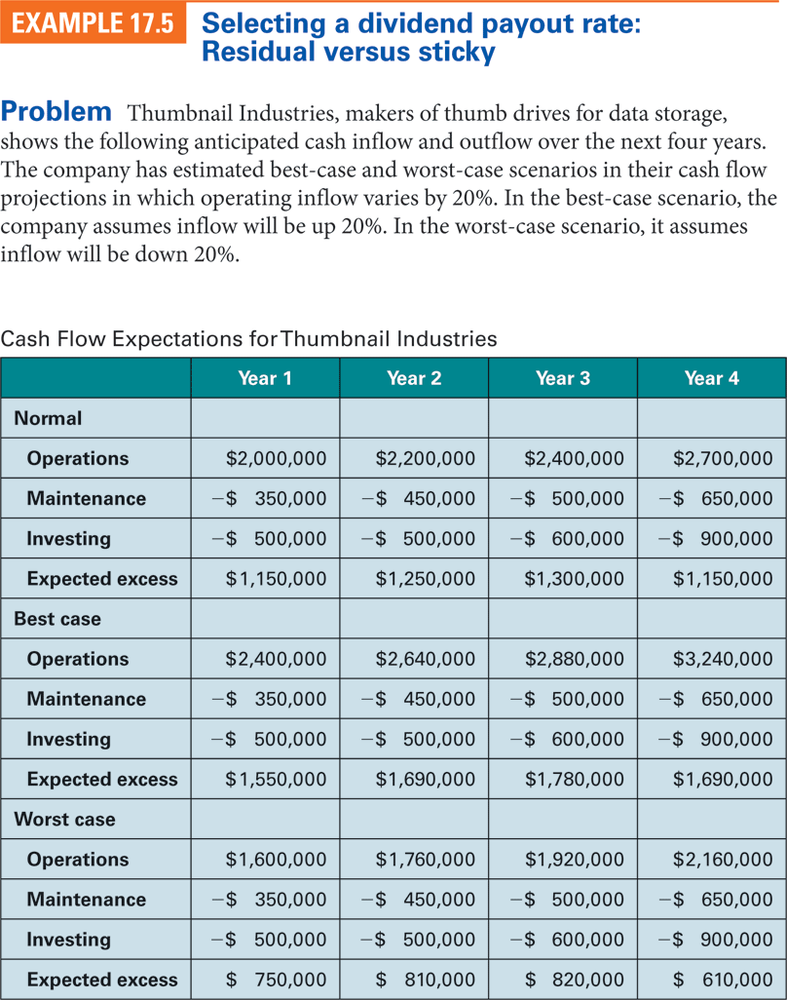 EXAMPLE 17.5 Selecting a dividend payout rate:
Residual versus sticky
Problem Thumbnail Industries, makers of thumb drives for data storage,
shows the following anticipated cash inflow and outflow over the next four years.
The company has estimated best-case and worst-case scenarios in their cash flow
projections in which operating inflow varies by 20%. In the best-case scenario, the
company assumes inflow will be up 20%. In the worst-case scenario, it assumes
inflow will be down 20%.
Cash Flow Expectations for Thumbnail Industries
Year 1 Year 2 Year 3 Year 4
Normal
Operations $2,000,000 $2,200,000 $2,400,000 $2,700,000
Maintenance −$ 350,000 −$ 450,000 −$ 500,000 −$ 650,000
Investing −$ 500,000 −$ 500,000 −$ 600,000 −$ 900,000
Expected excess $1,150,000 $1,250,000 $1,300,000 $1,150,000
Best case
Operations $2,400,000 $2,640,000 $2,880,000 $3,240,000
Maintenance −$ 350,000 −$ 450,000 −$ 500,000 −$ 650,000
Investing −$ 500,000 −$ 500,000 −$ 600,000 −$ 900,000
Expected excess $1,550,000 $1,690,000 $1,780,000 $1,690,000
Worst case
Operations $1,600,000 $1,760,000 $1,920,000 $2,160,000
Maintenance −$ 350,000 −$ 450,000 −$ 500,000 −$ 650,000
Investing −$ 500,000 −$ 500,000 −$ 600,000 −$ 900,000
Expected excess $ 750,000 $ 810,000 $ 820,000 $ 610,000